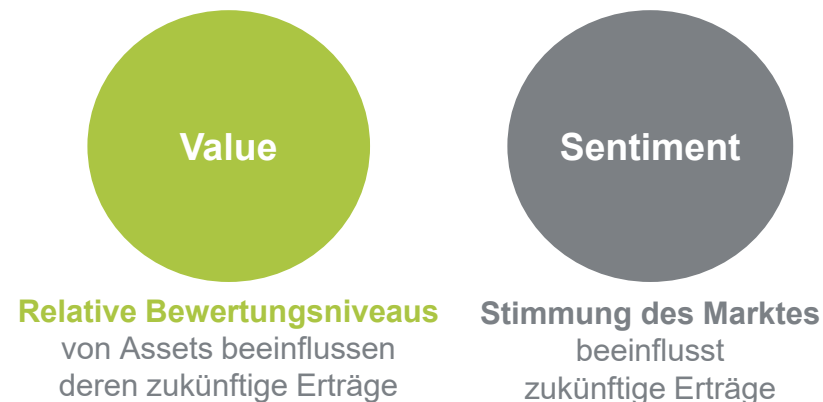 Value
Relative Bewertungsniveaus
von Assets beeinflussen
deren zukünftige Erträge
Sentiment
Stimmung des Marktes
beeinflusst
zukünftige Erträge